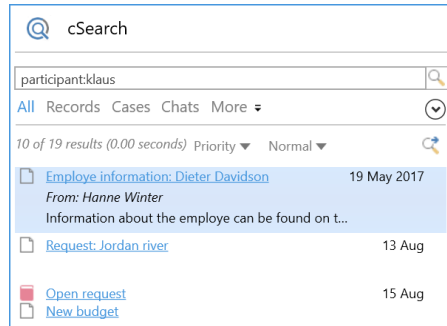 cSearch
participant:klaus
All Records Cases Chats More
10 of 19 results (0.00 seconds) Priority Normal
Employe information: Dieter Davidson 19 May 2017
From: Hanne Winter
Information about the employe can be found on t...
Request: Jordan river 13 Aug
Open request 15 Aug
New budget